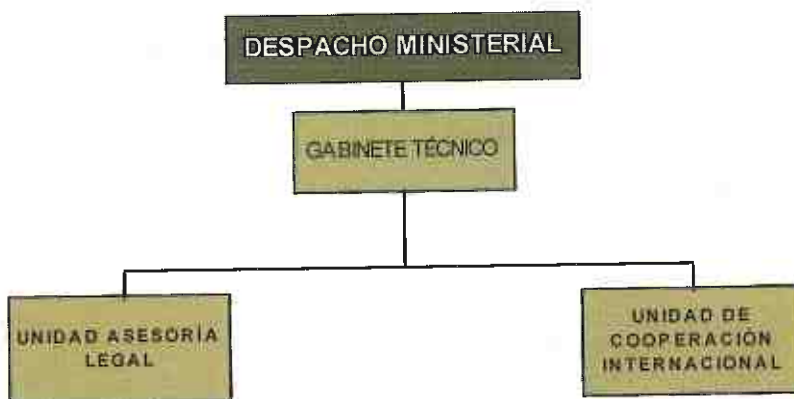 DESPACHO MINISTERIAL
GABINETE TÉCNICO
UNIDAD ASESORÍA
LEGAL
UNIDAD DE
COOPERACIÓN
INTERNACIONAL